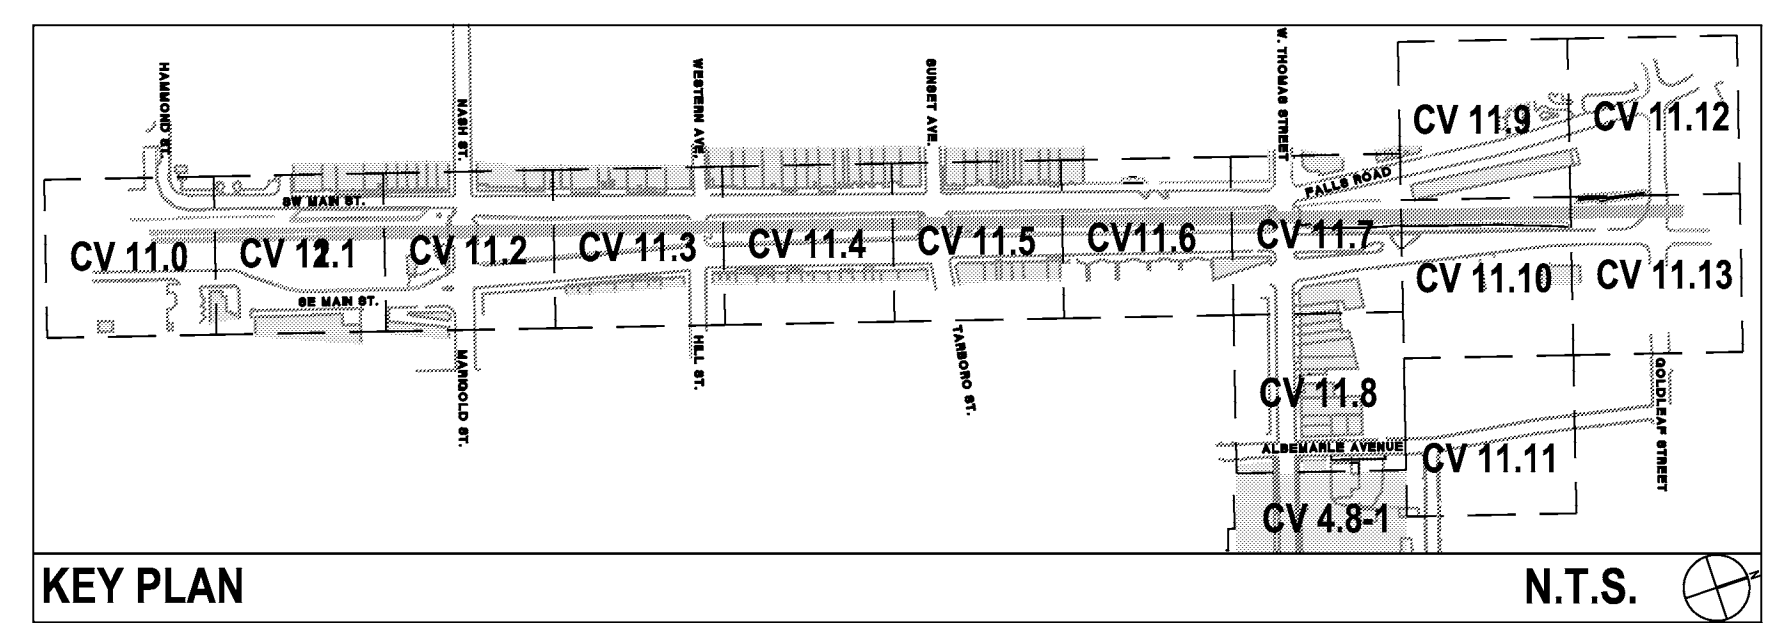 HAMMOND ST.
NASH ST.
WESTERN AVE.
SUNSET AVE.
W. THOMAS STREET
CV 11.9
CV 11.12
FALLS ROAD
SW MAIN ST.
CV 11.0
CV 11.2
CV 11.3
CV 11.4
CV 11.5
CV11.6
CV 11.7
CV 11.10
CV 11.13
SE MAIN ST.
MARIGOLD ST.
HILL ST.
TARBORO ST.
CV 11.8
GOLDLEAF STREET
ALBEMARLE AVENUE
CV 11.11
CV 4.8-1
KEY PLAN
N.T.S.
N